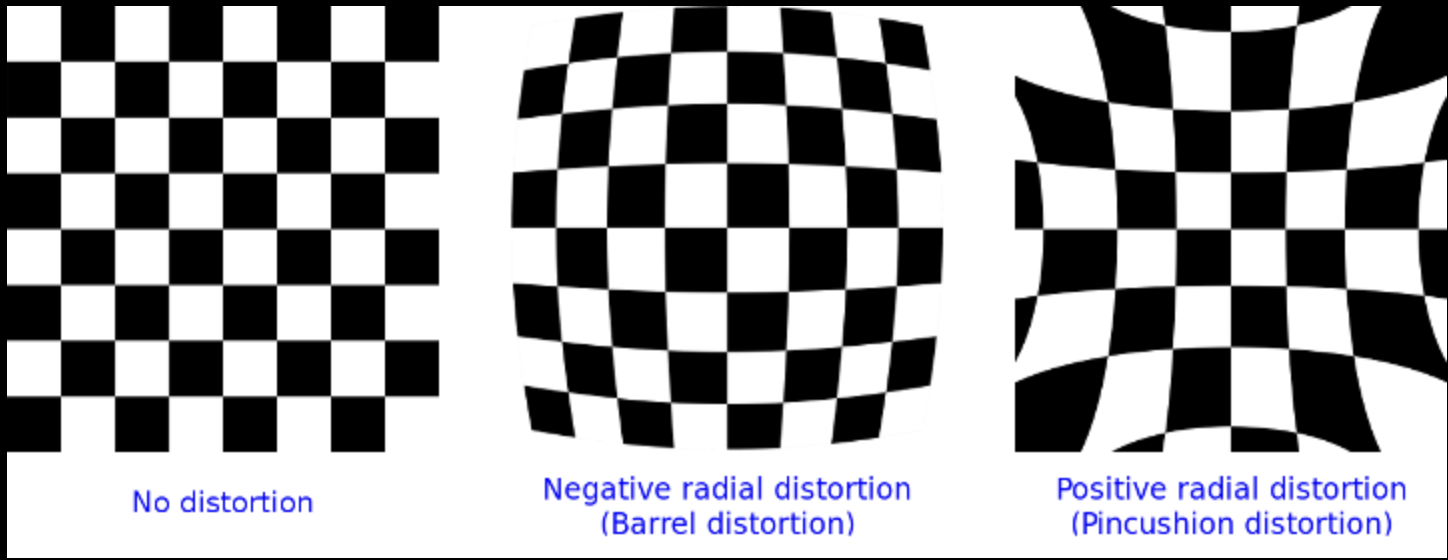 No distortion
Negative radial distortion
(Barrel distortion)
Positive radial distortion
(Pincushion distortion)